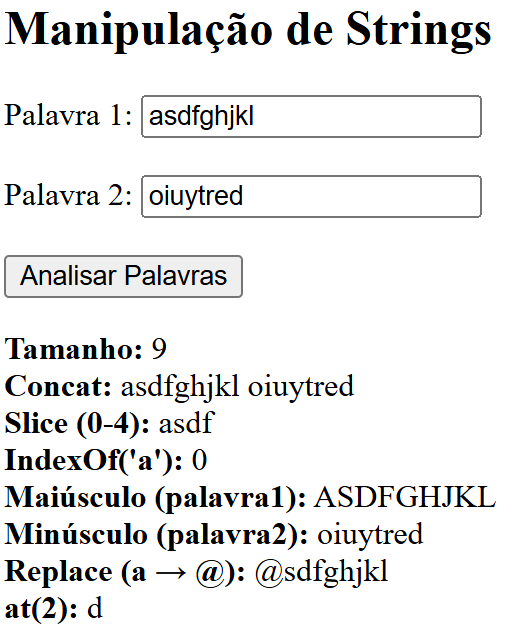 Manipulação de Strings
Palavra 1: asdfghjkl
Palavra 2: oiuytred
Analisar Palavras
Tamanho: 9
Concat: asdfghjkl oiuytred
Slice (0-4): asdf
IndexOf('a'): 0
Maiúsculo (palavra1): ASDFGHJKL
Minúsculo (palavra2): oiuytred
Replace (a → @): @sdfghjkl
at(2): d